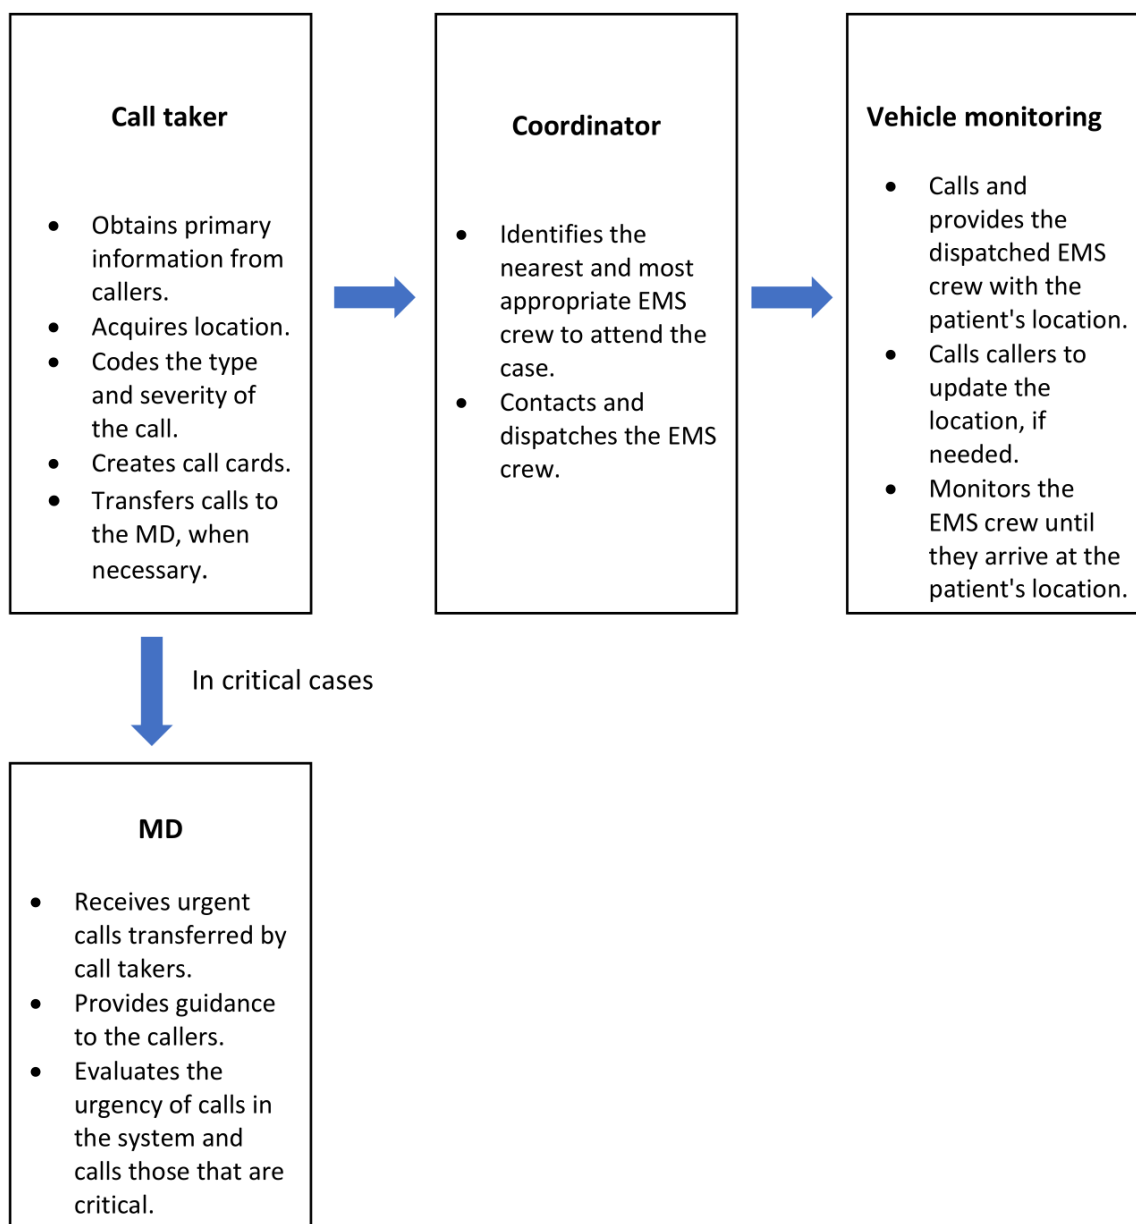 Call taker
• Obtains primary
information from
callers.
• Acquires location.
• Codes the type
and severity of
the call.
• Creates call cards.
• Transfers calls to
the MD, when
necessary.
Coordinator
• Identifies the
nearest and most
appropriate EMS
crew to attend the
case.
• Contacts and
dispatches the EMS
crew.
Vehicle monitoring
• Calls and
provides the
dispatched EMS
crew with the
patient's location.
• Calls callers to
update the
location, if
needed.
• Monitors the
EMS crew until
they arrive at the
patient's location.
In critical cases
MD
• Receives urgent
calls transferred by
call takers.
• Provides guidance
to the callers.
• Evaluates the
urgency of calls in
the system and
calls those that are
critical.